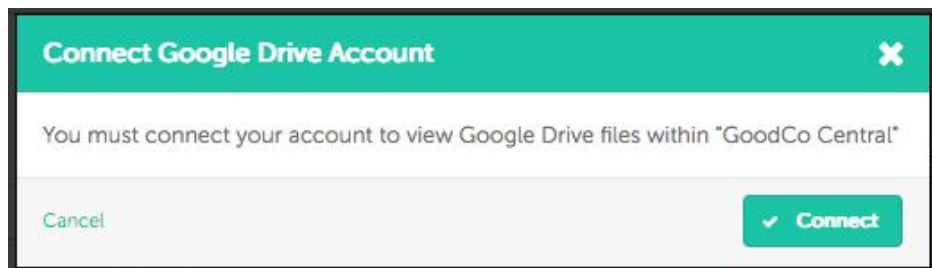 Connect Google Drive Account
You must connect your account to view Google Drive files within "GoodCo Central"
Cancel
Connect